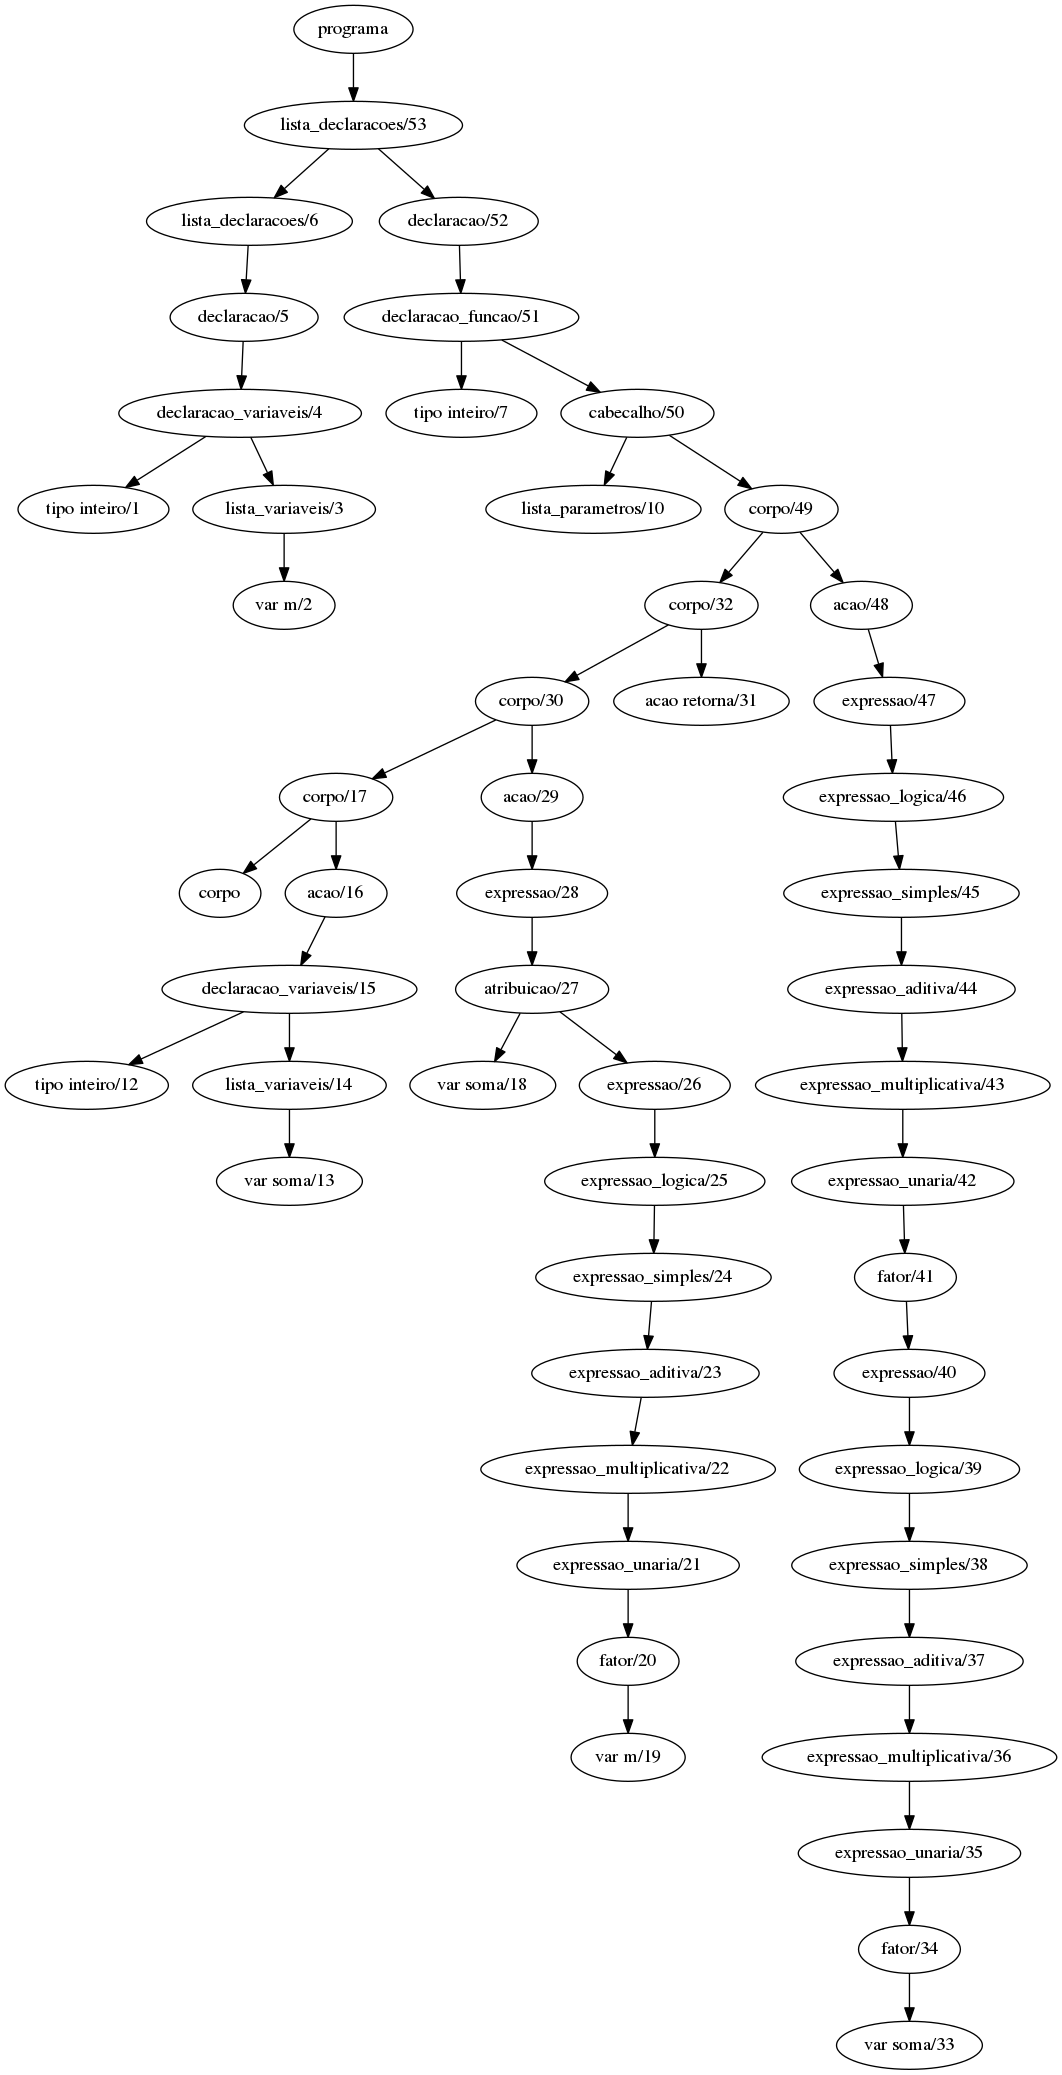 programa
lista_declaracoes/53
lista_declaracoes/6
declaracao/52
declaracao/5
declaracao_funcao/51
declaracao_variaveis/4
tipo inteiro/7
cabecalho/50
tipo inteiro/1
lista_variaveis/3
lista_parametros/10
corpo/49
var m/2
corpo/32
acao/48
corpo/30
acao retorna/31
expressao/47
corpo/17
acao/29
expressao_logica/46
corpo
acao/16
expressao/28
expressao_simples/45
declaracao_variaveis/15
atribuicao/27
expressao_aditiva/44
tipo inteiro/12
lista_variaveis/14
var soma/18
expressao/26
expressao_multiplicativa/43
var soma/13
expressao_logica/25
expressao_unaria/42
expressao_simples/24
fator/41
expressao_aditiva/23
expressao/40
expressao_multiplicativa/22
expressao_logica/39
expressao_unaria/21
expressao_simples/38
fator/20
expressao_aditiva/37
var m/19
expressao_multiplicativa/36
expressao_unaria/35
fator/34
var soma/33